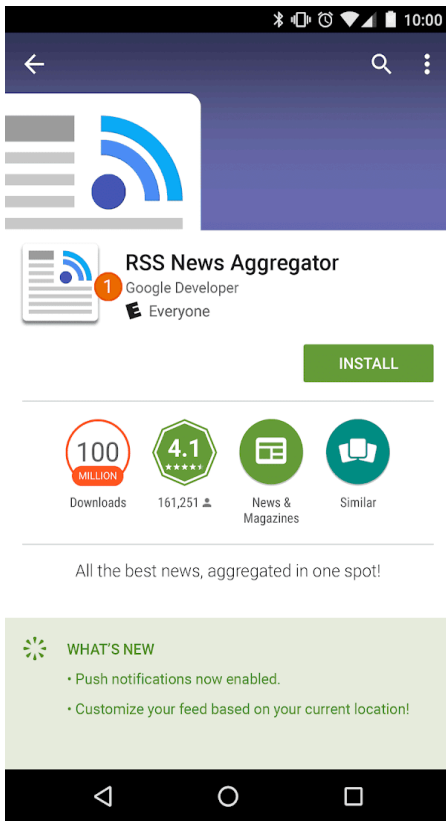 10:00
RSS News Aggregator
1
Google Developer
E Everyone
INSTALL
100
MILLION
4.1
Downloads
161,251
News &
Magazines
Similar
All the best news, aggregated in one spot!
WHAT'S NEW
• Push notifications now enabled.
• Customize your feed based on your current location!